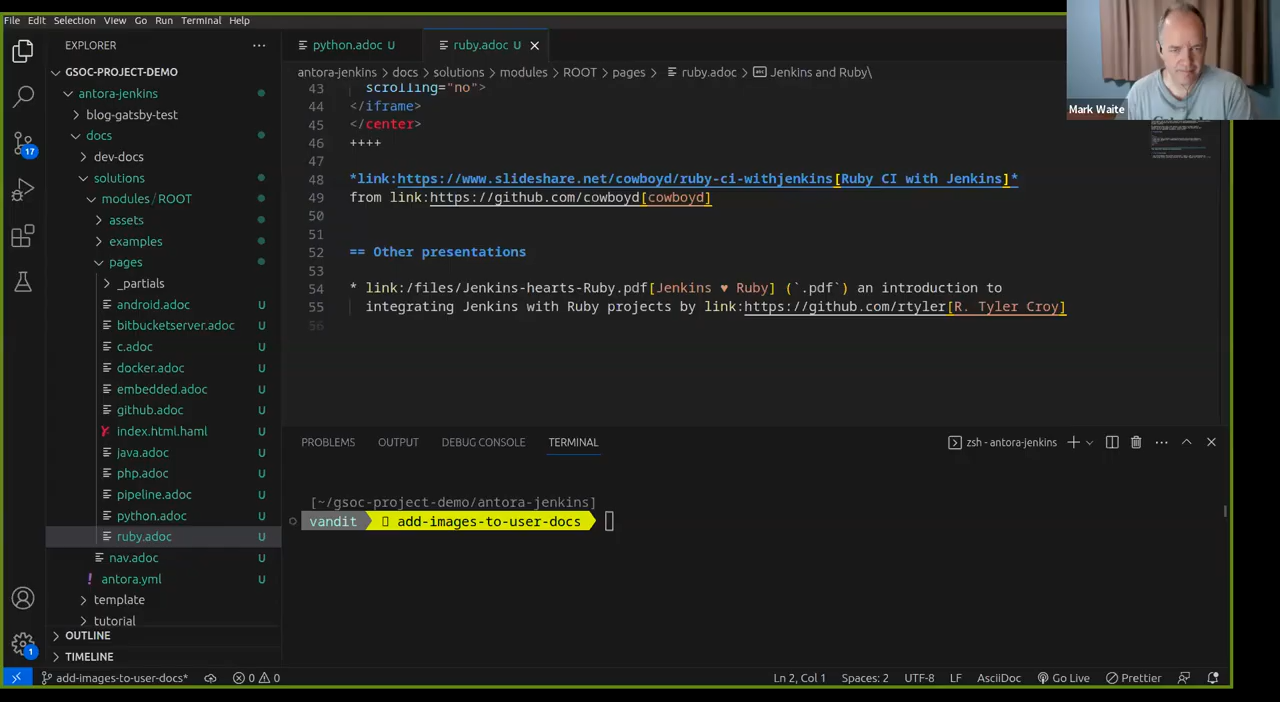 File Edit Selection View Go Run Terminal Help
EXPLORER
GSOC-PROJECT-DEMO
antora-jenkins
blog-gatsby-test
docs
dev-docs
solutions
modules / ROOT
assets
examples
pages
_partials
android.adoc U
bitbucketserver.adoc U
c.adoc U
docker.adoc U
embedded.adoc U
github.adoc U
index.html.haml U
java.adoc U
php.adoc U
pipeline.adoc U
python.adoc U
ruby.adoc U
nav.adoc U
! antora.yml U
template
tutorial
OUTLINE
TIMELINE
17
1
python.adoc U ruby.adoc U
antora-jenkins > docs > solutions > modules > ROOT > pages > ruby.adoc > Jenkins and Ruby\
43 scrolling="no">
44 </iframe>
45 </center>
46 ++++
47
48 *link:https://www.slideshare.net/cowboyd/ruby-ci-withjenkins[Ruby CI with Jenkins]*
49 from link:https://github.com/cowboyd[cowboyd]
50
51
52 == Other presentations
53
54 * link:/files/Jenkins-hearts-Ruby.pdf[Jenkins ♥ Ruby] (`.pdf`) an introduction to
55 integrating Jenkins with Ruby projects by link:https://github.com/rtyler[R. Tyler Croy]
56
Mark Waite
PROBLEMS OUTPUT DEBUG CONSOLE TERMINAL
zsh - antora-jenkins
[~/gsoc-project-demo/antora-jenkins]
vandit add-images-to-user-docs
add-images-to-user-docs* 0 0 Ln 2, Col 1 Spaces: 2 UTF-8 LF AsciiDoc Go Live Prettier